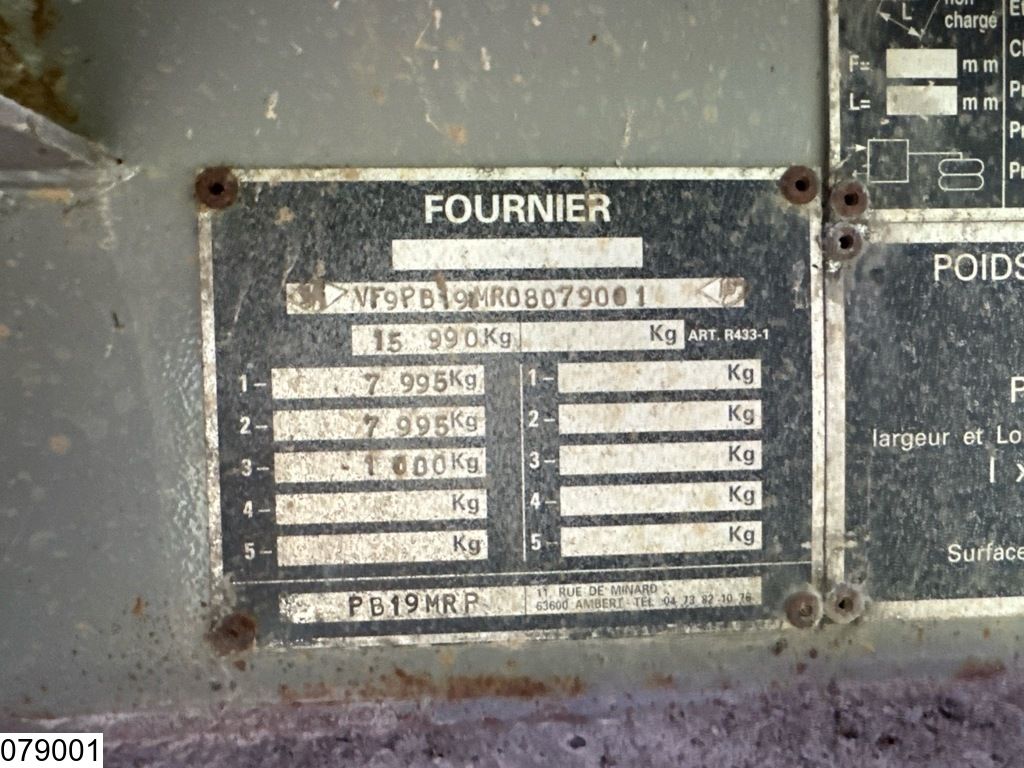 non
L chargé
F= mm
L= mm
FOURNIER
VF9PB19MR08079001
15 990Kg Kg ART. R433-1
1- 7 995Kg 1- Kg
2- 7 995Kg 2- Kg
3- 1 000Kg 3- Kg
4- Kg 4- Kg
5- Kg 5- Kg
PB19MRP
11 RUE DE MINARD
63600 AMBERT - TEL 04 73 82 10 76
POIDS
P
largeur et Lo
l x
Surface
079001